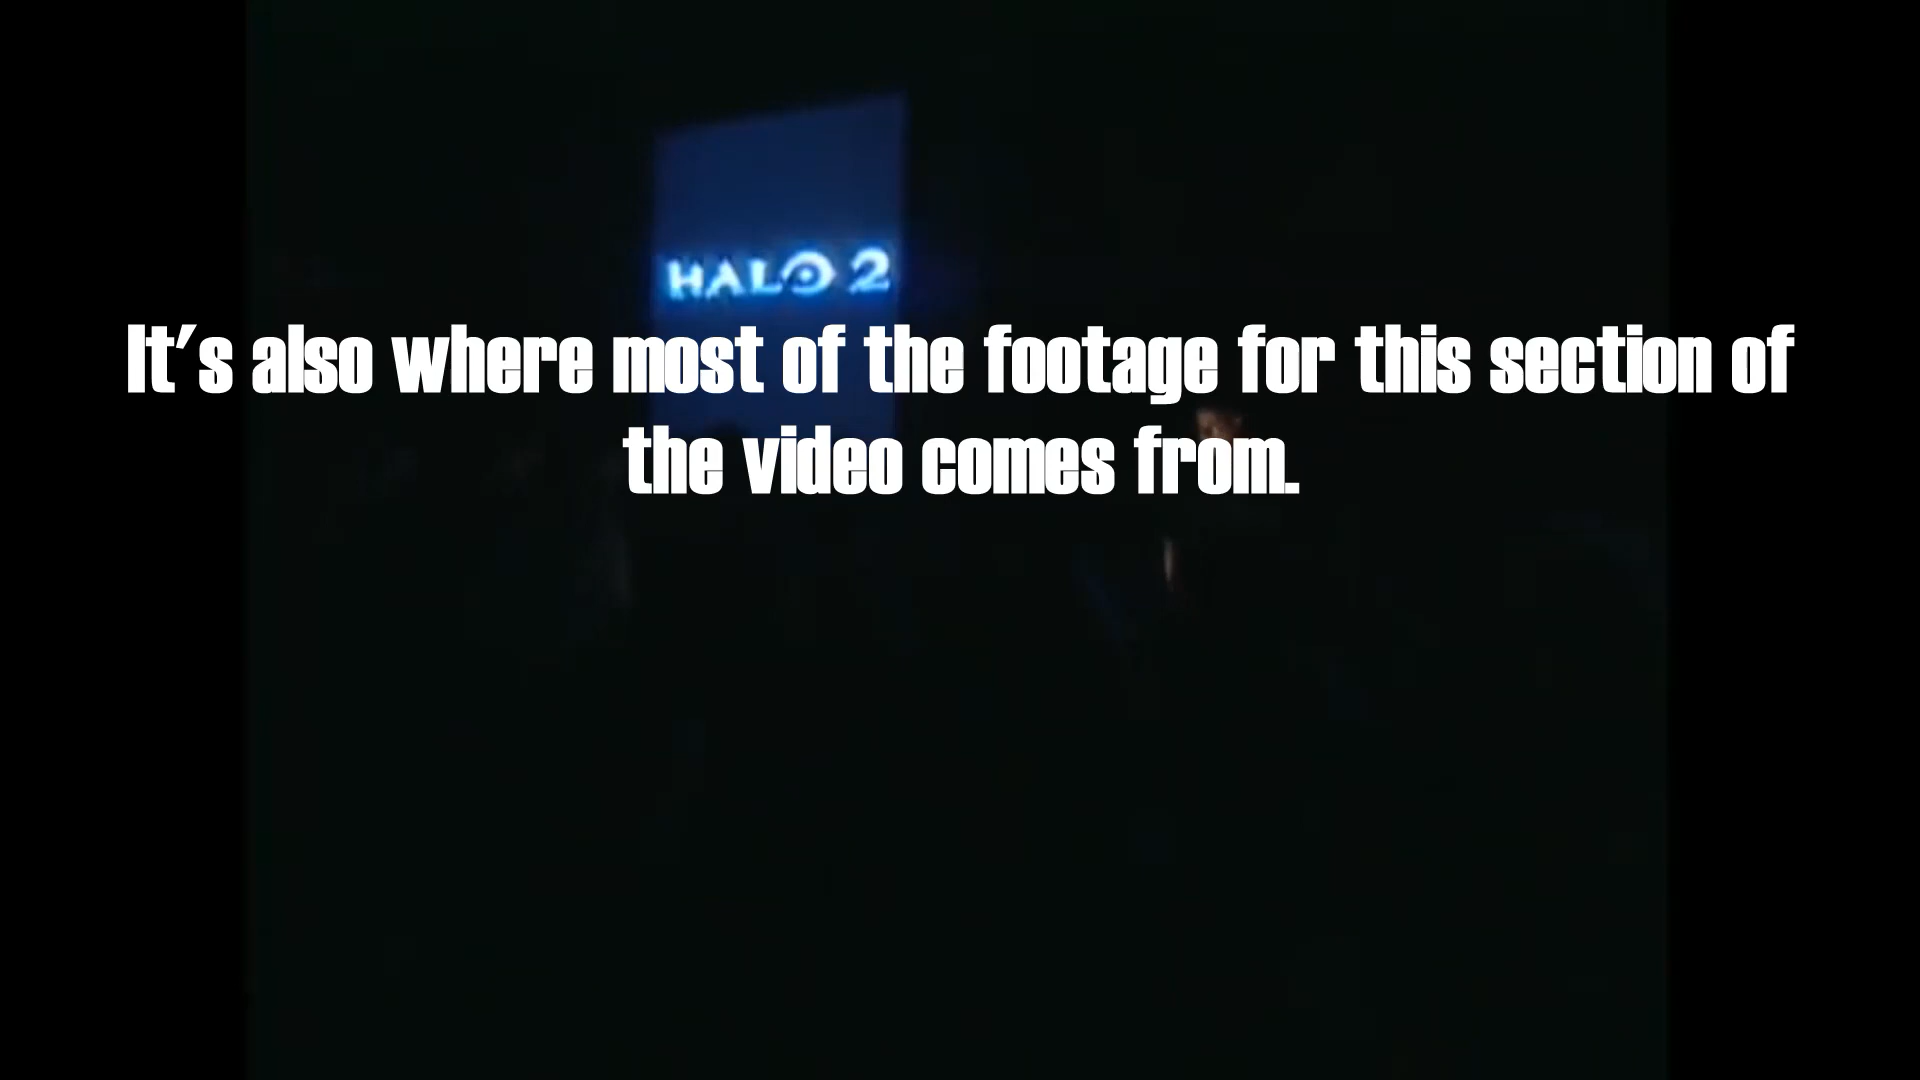 HALO 2
It's also where most of the footage for this section of
the video comes from.